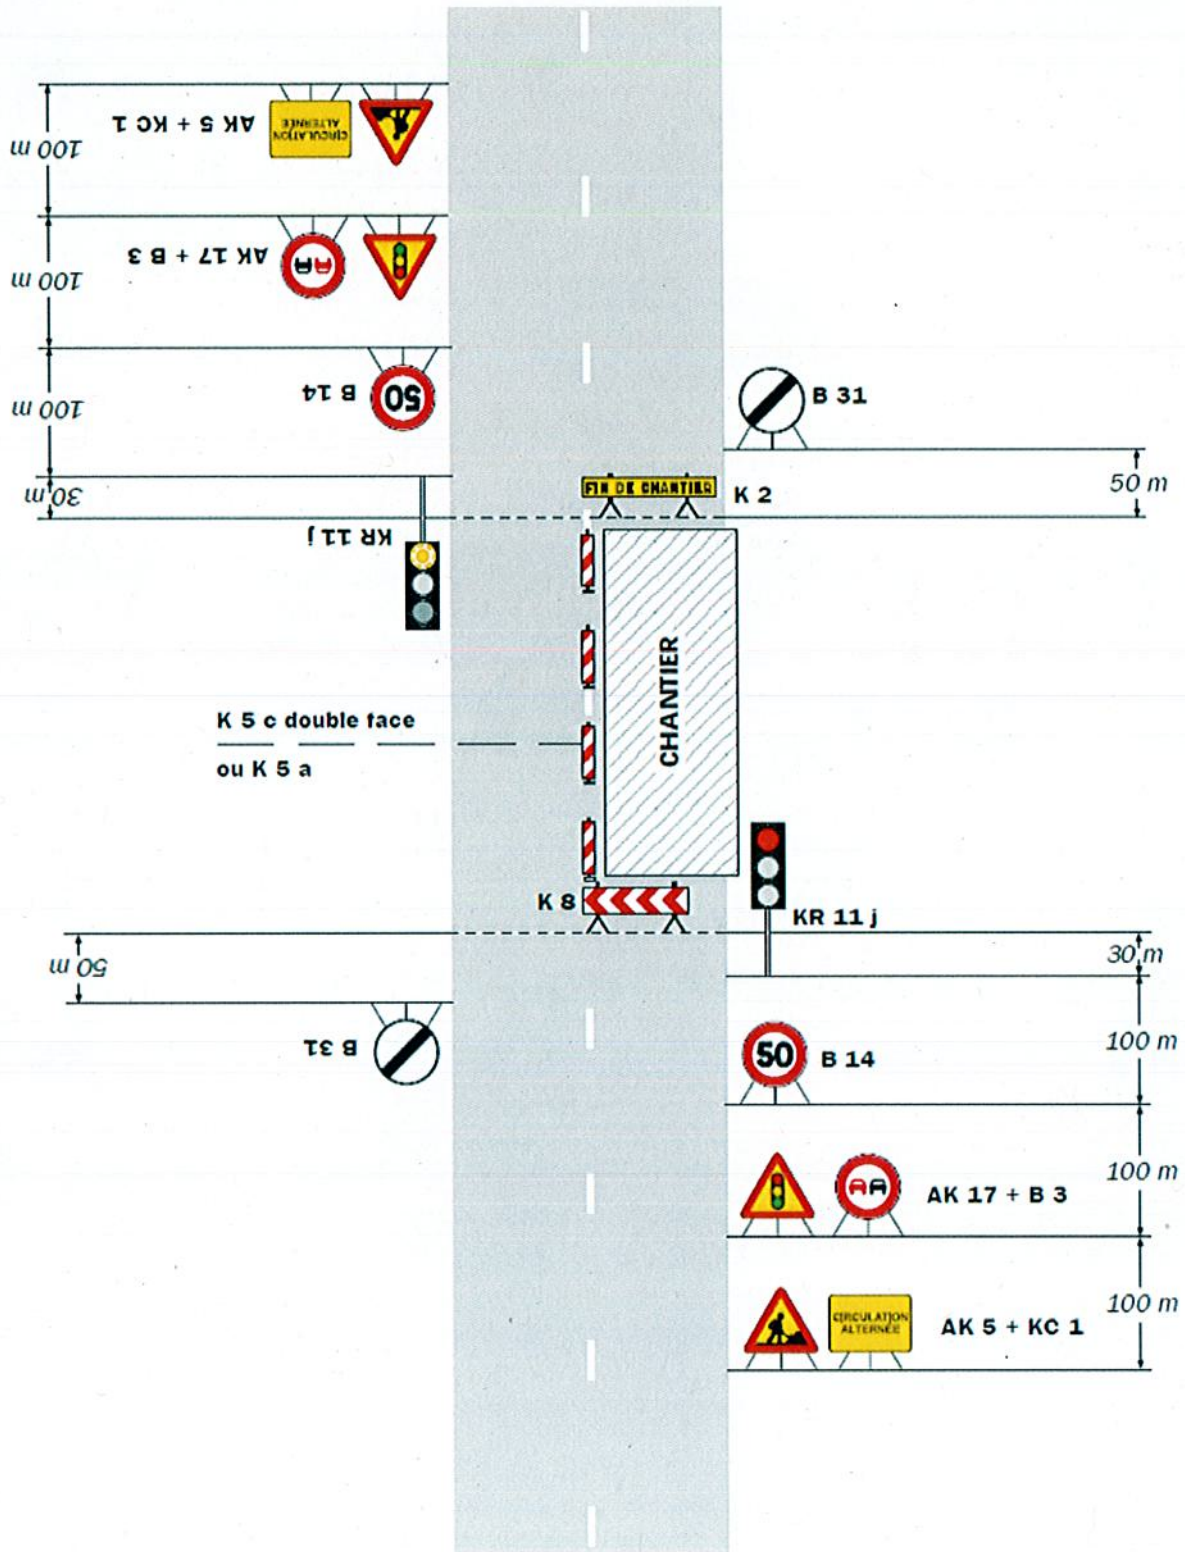 AK 5 + KC 1
CIRCULATION
ALTERNÉE
100 m
AK 17 + B 3
100 m
B 14
50
100 m
30 m
KR 11 j
B 31
50 m
FIN DE CHANTIER
K 2
CHANTIER
K 5 c double face
ou K 5 a
K 8
KR 11 j
50 m
B 31
30 m
50
B 14
100 m
AK 17 + B 3
100 m
CIRCULATION
ALTERNÉE
AK 5 + KC 1
100 m